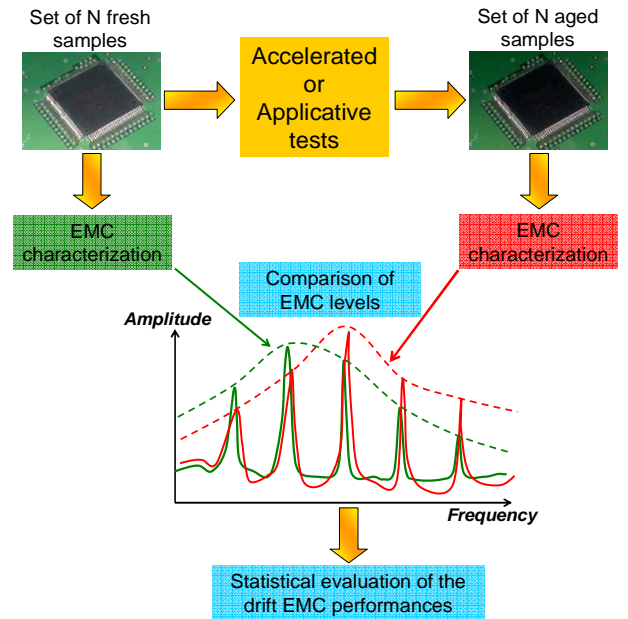 Set of N fresh
samples
Set of N aged
samples
Accelerated
or
Applicative
tests
EMC
characterization
EMC
characterization
Comparison of
EMC levels
Amplitude
Frequency
Statistical evaluation of the
drift EMC performances